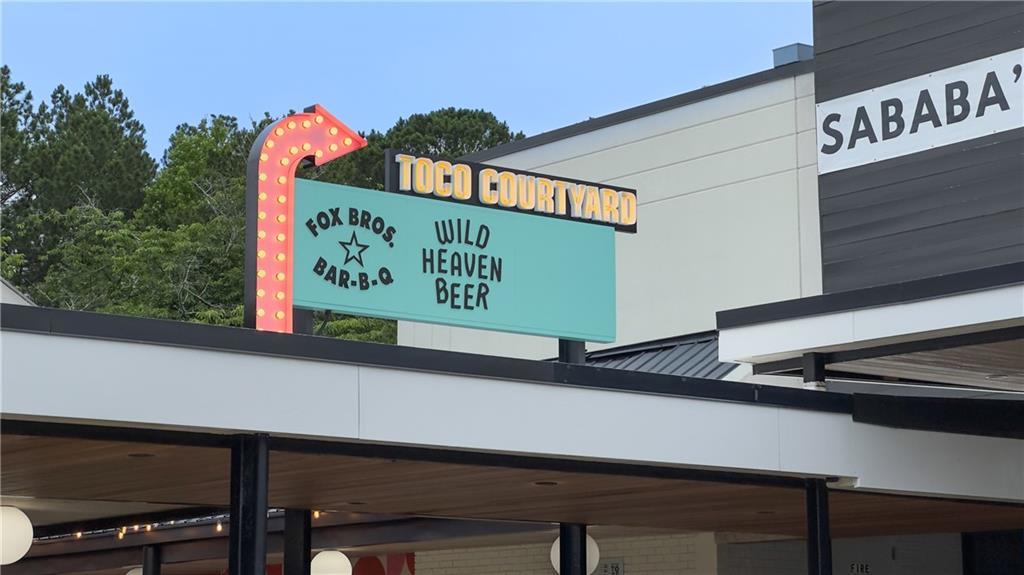 TOCO COURTYARD
FOX BROS.
BAR-B-Q
WILD
HEAVEN
BEER
SABABA'
FIRE